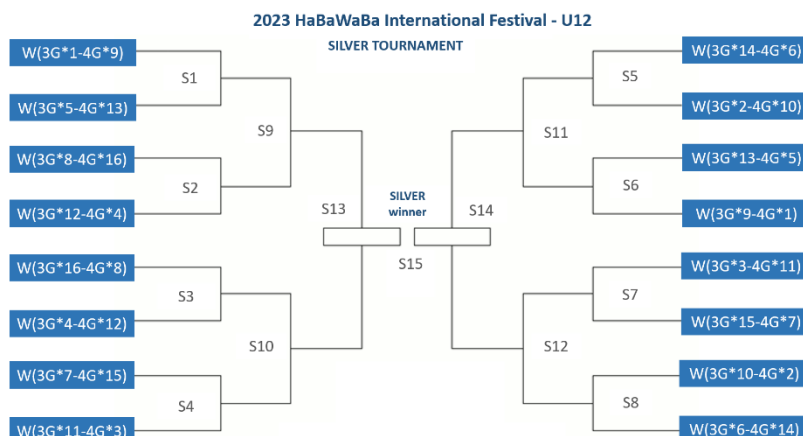 2023 HaBaWaBa International Festival - U12
SILVER TOURNAMENT
W(3G*1-4G*9)
S1
W(3G*5-4G*13)
S9
W(3G*8-4G*16)
S2
W(3G*12-4G*4)
S13
W(3G*16-4G*8)
S3
W(3G*4-4G*12)
S10
W(3G*7-4G*15)
S4
W(3G*11-4G*3)
SILVER
winner
S15
W(3G*14-4G*6)
S5
W(3G*2-4G*10)
S11
W(3G*13-4G*5)
S6
W(3G*9-4G*1)
S14
W(3G*3-4G*11)
S7
W(3G*15-4G*7)
S12
W(3G*10-4G*2)
S8
W(3G*6-4G*14)